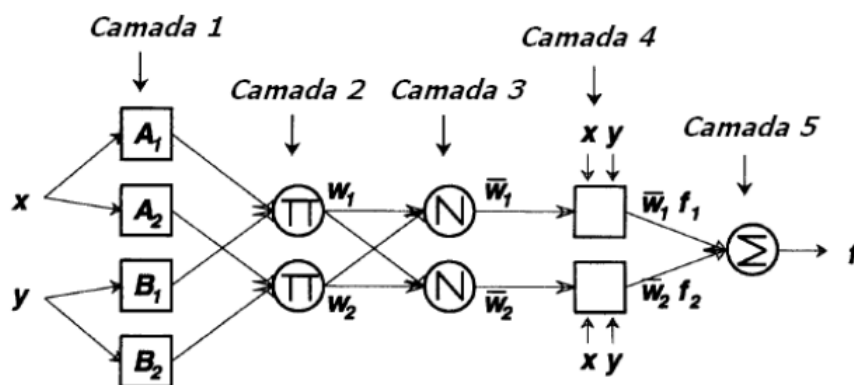 Camada 1
Camada 2
Camada 3
Camada 4
Camada 5
x y
A₁
A₂
B₁
B₂
x
y
Π
Π
w₁
w₂
N
N
w̅₁
w̅₂
w̅₁ f₁
w̅₂ f₂
Σ
f
x y